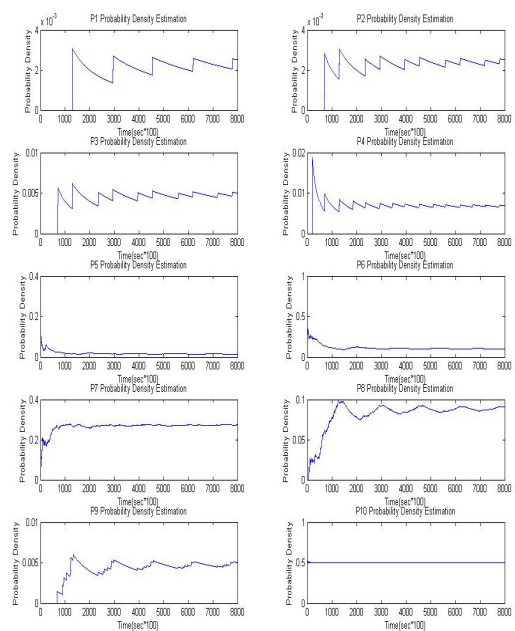 P1 Probability Density Estimation
x 10⁻³
4
2
0
Probability Density
0 1000 2000 3000 4000 5000 6000 7000 8000
Time(sec*100)
P2 Probability Density Estimation
x 10⁻³
4
2
0
Probability Density
0 1000 2000 3000 4000 5000 6000 7000 8000
Time(sec*100)
P3 Probability Density Estimation
0.01
0.005
0
Probability Density
0 1000 2000 3000 4000 5000 6000 7000 8000
Time(sec*100)
P4 Probability Density Estimation
0.02
0.01
0
Probability Density
0 1000 2000 3000 4000 5000 6000 7000 8000
Time(sec*100)
P5 Probability Density Estimation
0.4
0.2
0
Probability Density
0 1000 2000 3000 4000 5000 6000 7000 8000
Time(sec*100)
P6 Probability Density Estimation
1
0.5
0
Probability Density
0 1000 2000 3000 4000 5000 6000 7000 8000
Time(sec*100)
P7 Probability Density Estimation
0.4
0.2
0
Probability Density
0 1000 2000 3000 4000 5000 6000 7000 8000
Time(sec*100)
P8 Probability Density Estimation
0.1
0.05
0
Probability Density
0 1000 2000 3000 4000 5000 6000 7000 8000
Time(sec*100)
P9 Probability Density Estimation
0.01
0.005
0
Probability Density
0 1000 2000 3000 4000 5000 6000 7000 8000
Time(sec*100)
P10 Probability Density Estimation
1
0.5
0
Probability Density
0 1000 2000 3000 4000 5000 6000 7000 8000
Time(sec*100)